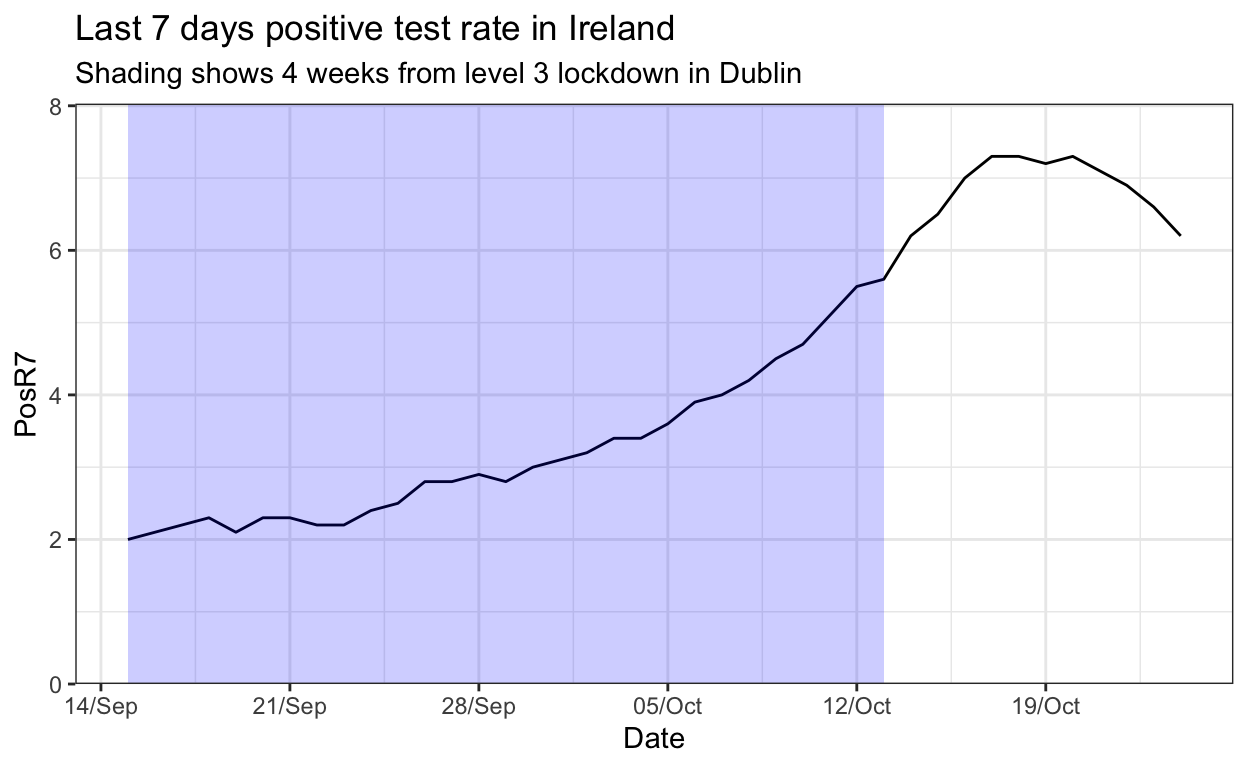 Last 7 days positive test rate in Ireland
Shading shows 4 weeks from level 3 lockdown in Dublin
PosR7
8
6
4
2
0
14/Sep 21/Sep 28/Sep 05/Oct 12/Oct 19/Oct
Date